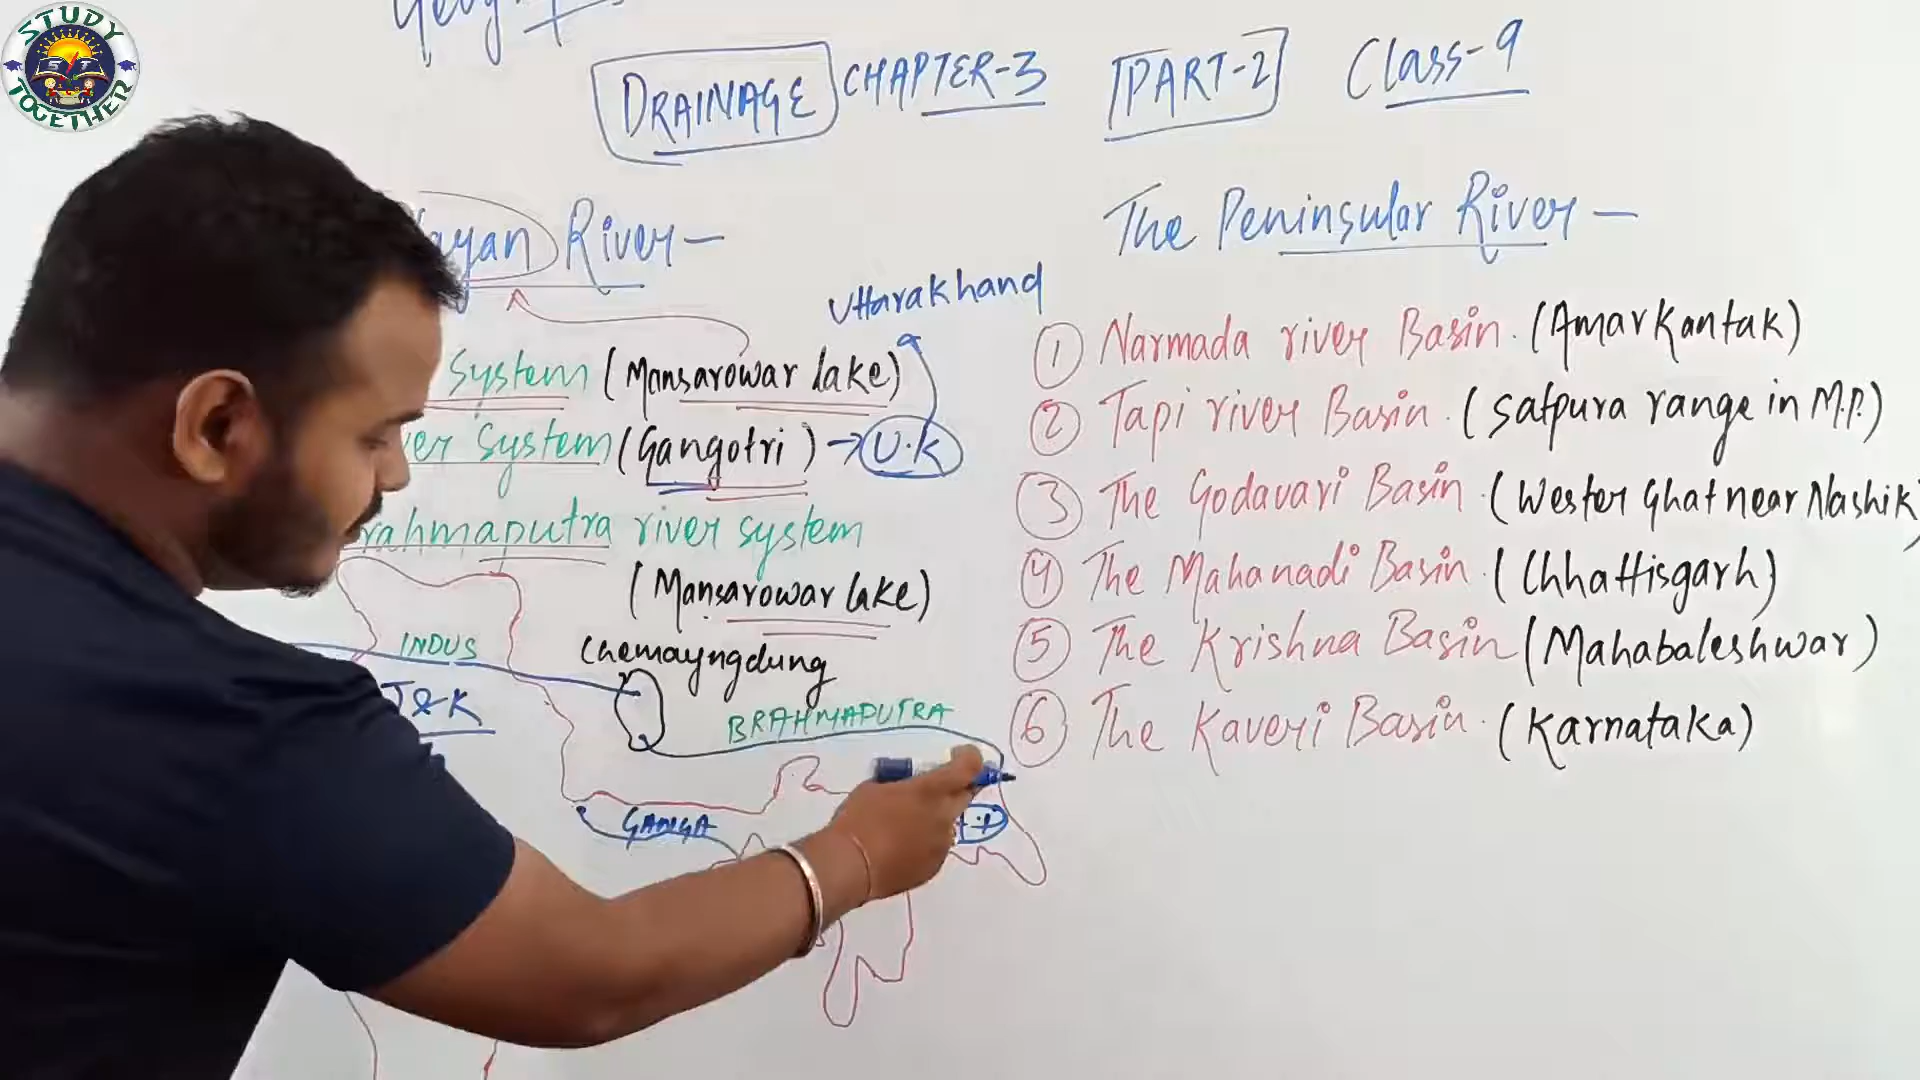 STUDY
TOGETHER
DRAINAGE CHAPTER-3 PART-2 Class-9
River-
The Peninsular River-
Uttarakhand
System (Mansarowar lake)
System (Gangotri) → U.K
rahmaputra river system
(Mansarowar lake)
Chemayngdung
INDUS
J&K
BRAHMAPUTRA
GANGA
① Narmada river Basin. (Amarkantak)
② Tapi river Basin. (Satpura range in M.P.)
③ The Godavari Basin. (Wester Ghat near Nashik)
④ The Mahanadi Basin. (Chhattisgarh)
⑤ The Krishna Basin (Mahabaleshwar)
⑥ The Kaveri Basin. (Karnataka)